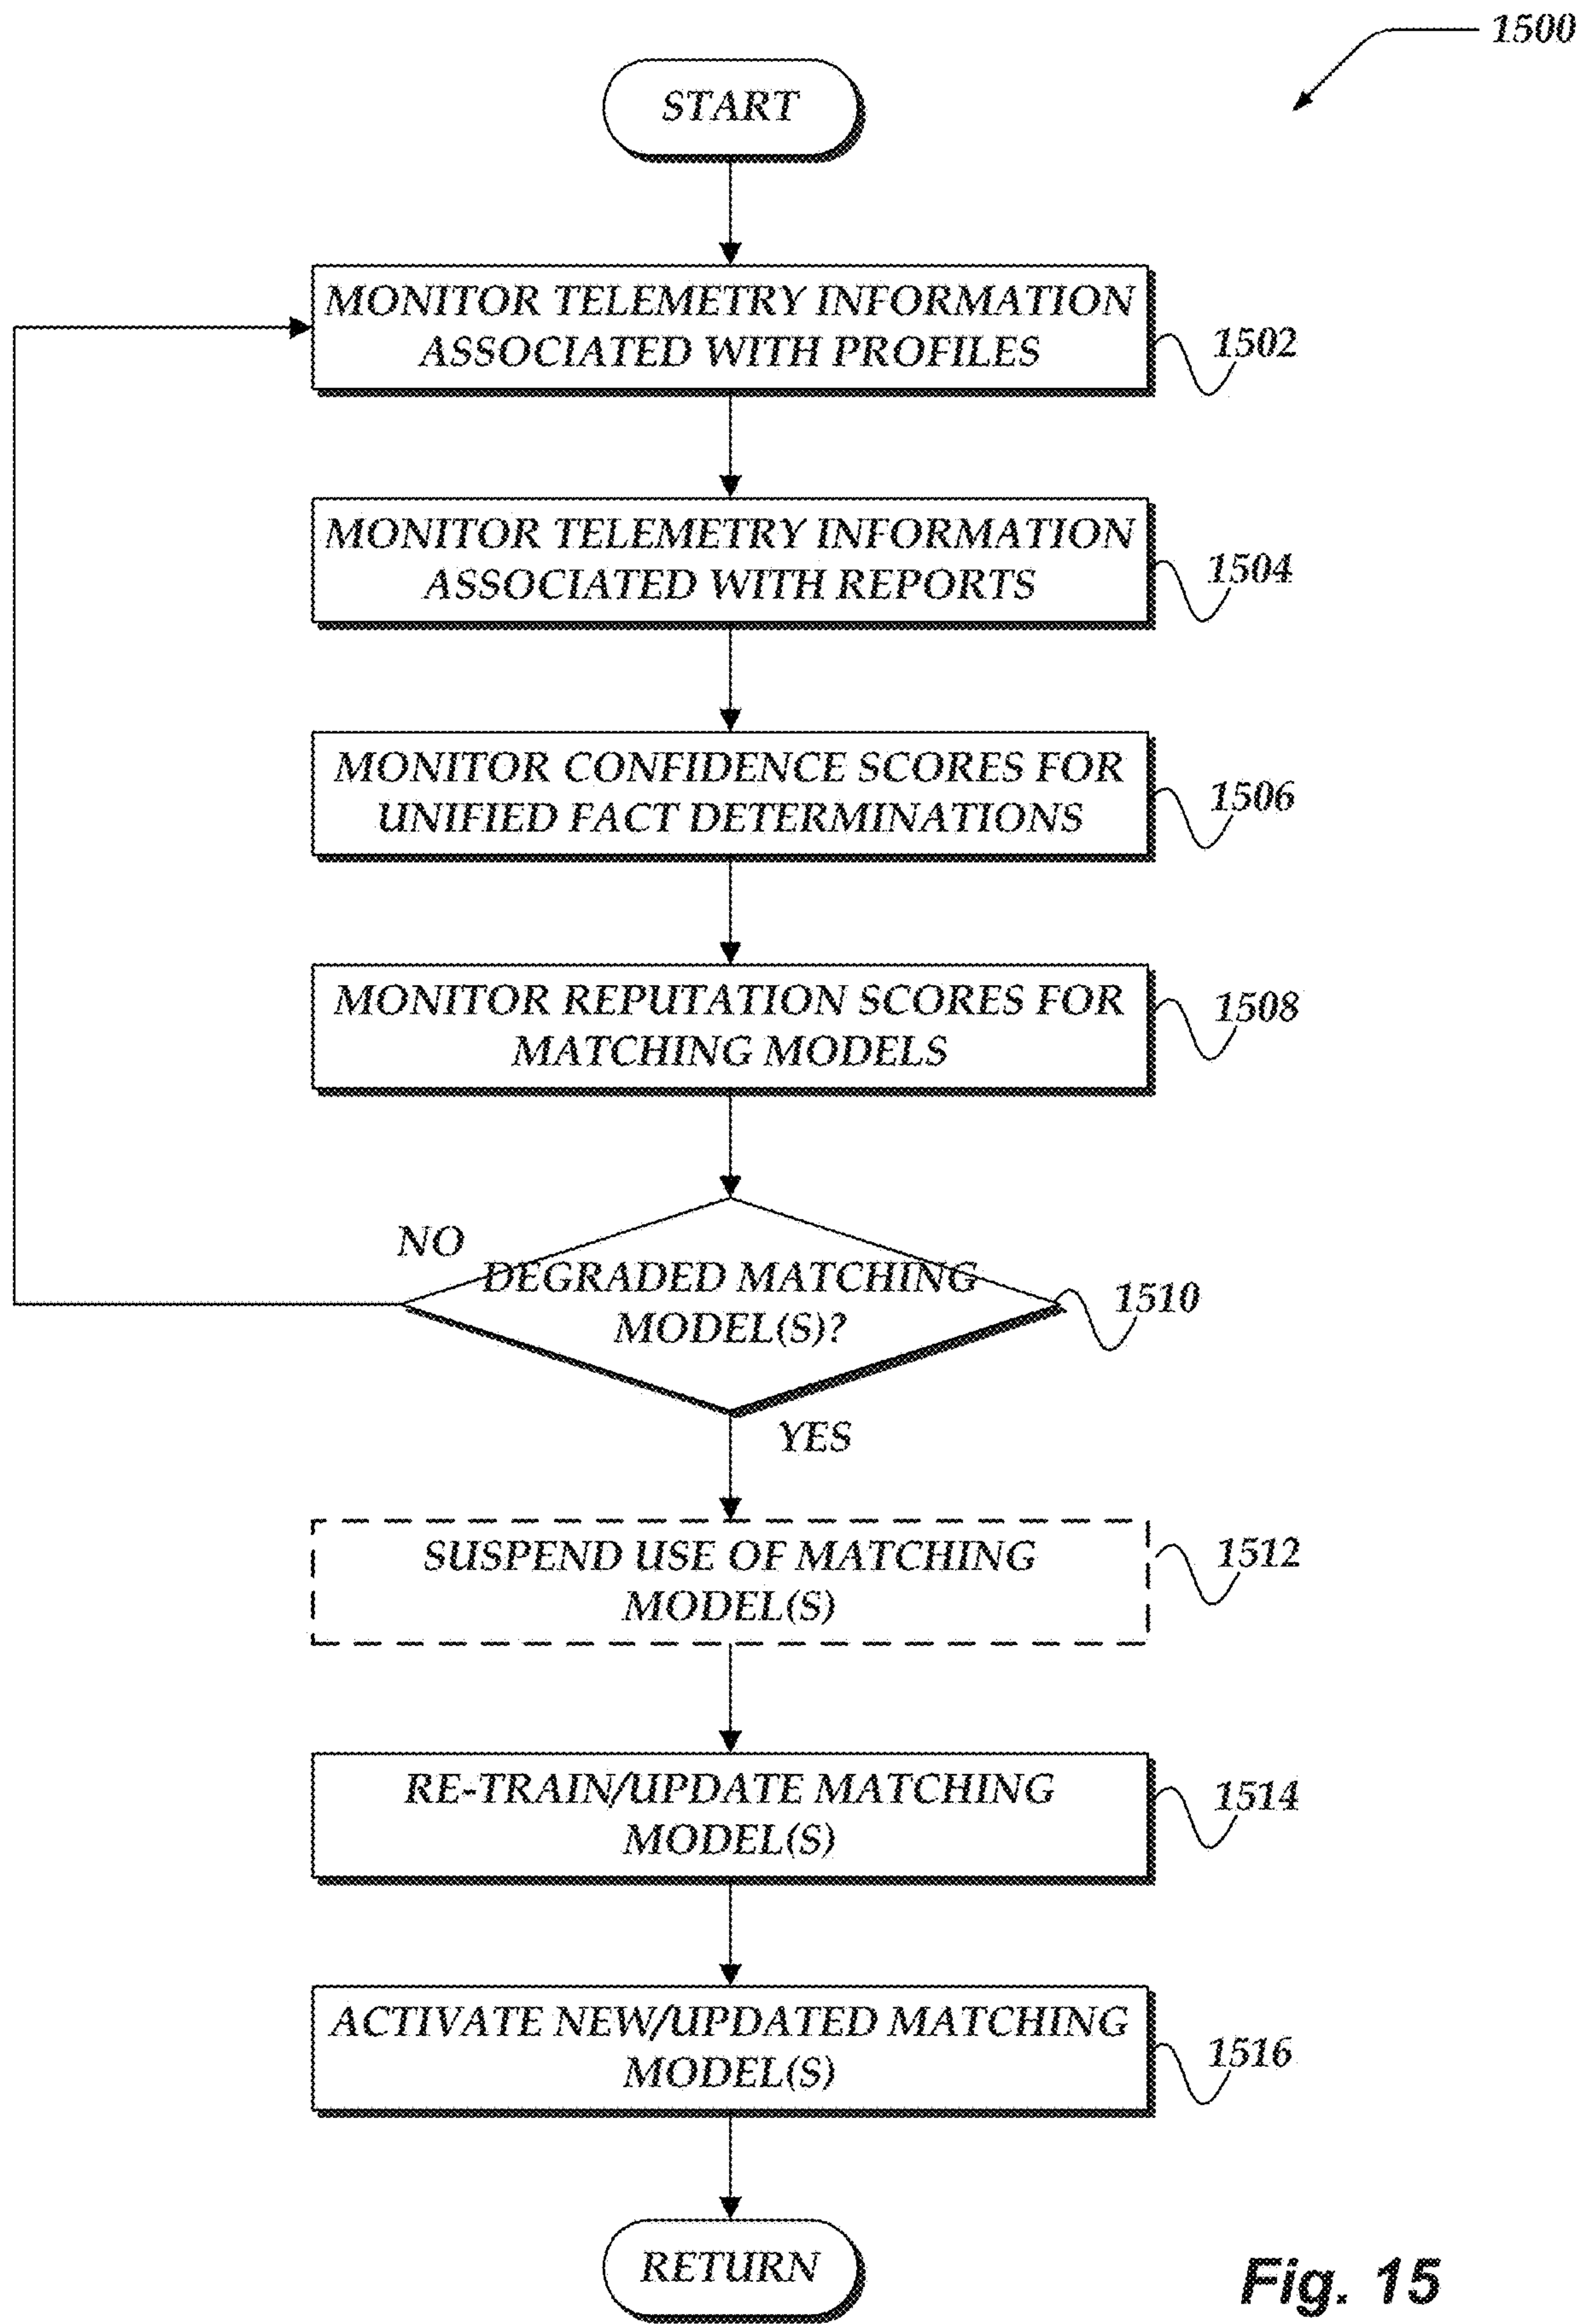 1500
START
MONITOR TELEMETRY INFORMATION
ASSOCIATED WITH PROFILES
1502
MONITOR TELEMETRY INFORMATION
ASSOCIATED WITH REPORTS
1504
MONITOR CONFIDENCE SCORES FOR
UNIFIED FACT DETERMINATIONS
1506
MONITOR REPUTATION SCORES FOR
MATCHING MODELS
1508
NO
DEGRADED MATCHING
MODEL(S)?
1510
YES
SUSPEND USE OF MATCHING
MODEL(S)
1512
RE-TRAIN/UPDATE MATCHING
MODEL(S)
1514
ACTIVATE NEW/UPDATED MATCHING
MODEL(S)
1516
RETURN
Fig. 15